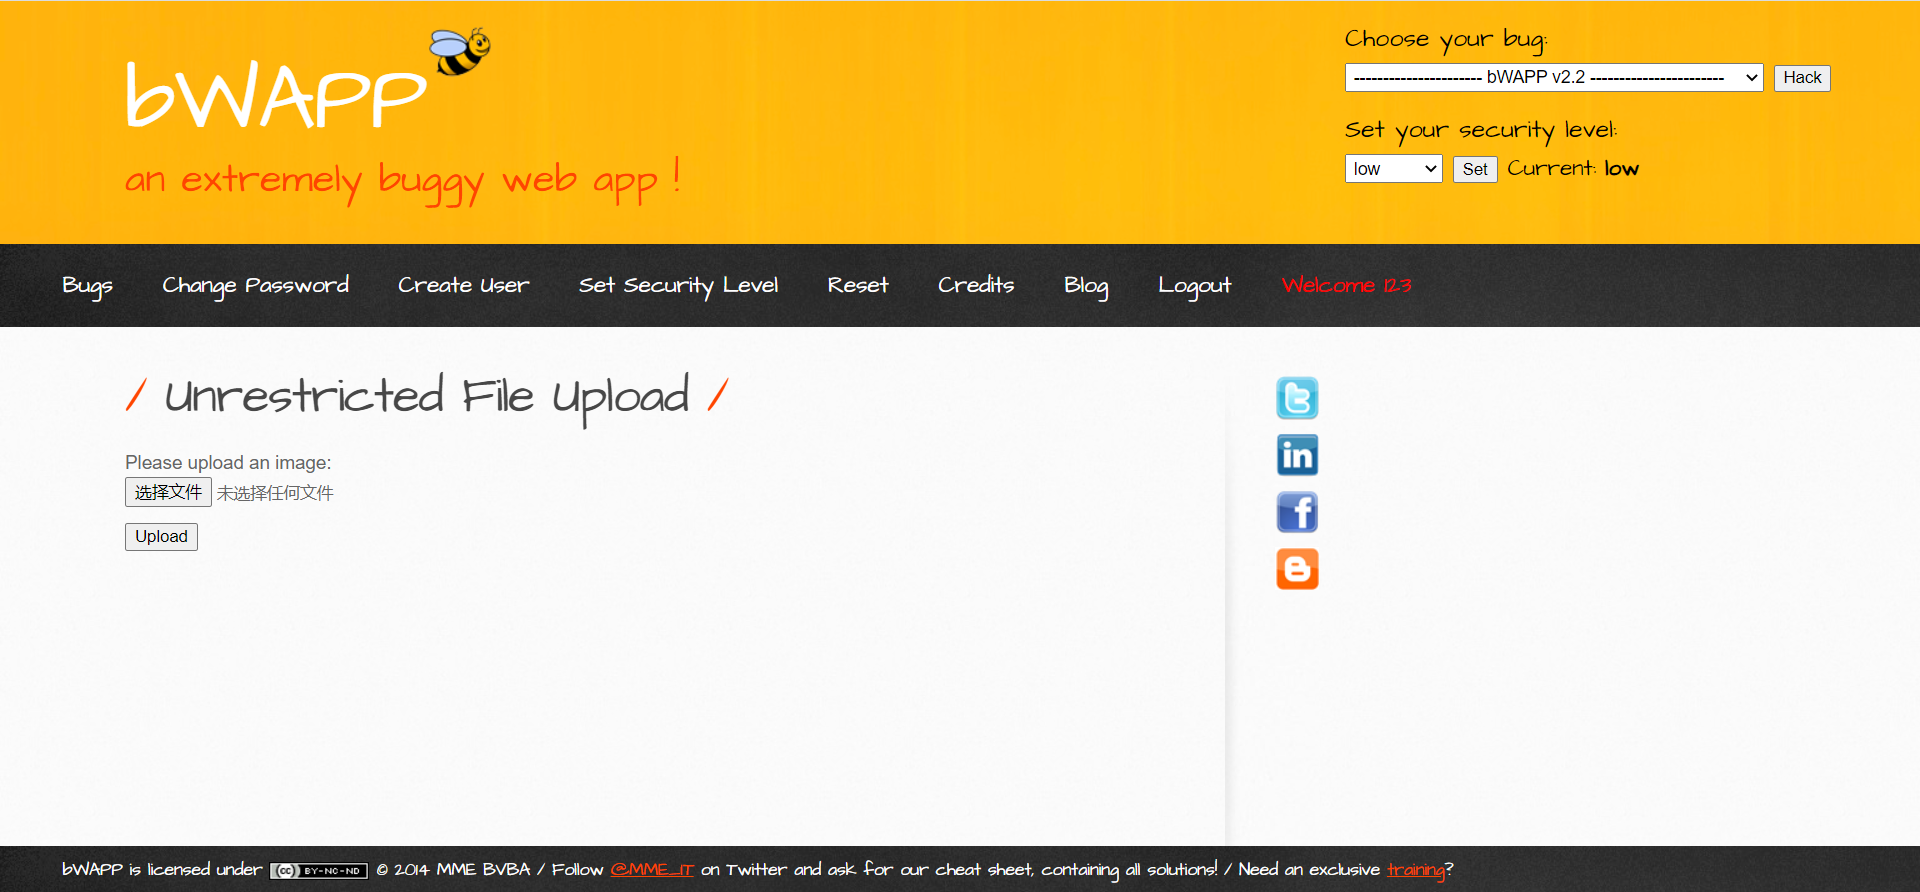 bWAPP
an extremely buggy web app !
Choose your bug:
---------------------- bWAPP v2.2 ----------------------- Hack
Set your security level:
low Set Current: low
Bugs Change Password Create User Set Security Level Reset Credits Blog Logout Welcome 123
/ Unrestricted File Upload /
Please upload an image:
选择文件 未选择任何文件
Upload
bWAPP is licensed under (cc) BY-NC-ND © 2014 MME BVBA / Follow @MME_IT on Twitter and ask for our cheat sheet, containing all solutions! / Need an exclusive training?